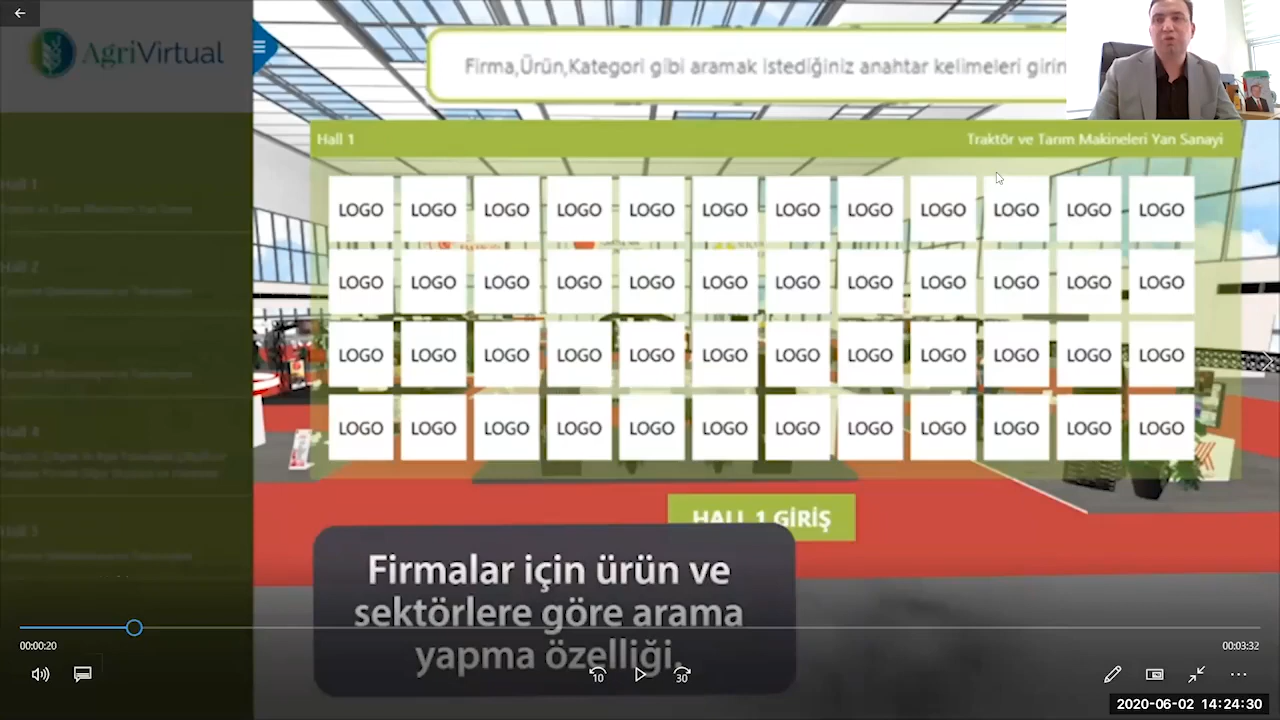 AgriVirtual
Firma,Ürün,Kategori gibi aramak istediğiniz anahtar kelimeleri girin
Hall 1
Traktör ve Tarım Makineleri Yan Sanayi
Hall 1
LOGO LOGO LOGO LOGO LOGO LOGO LOGO LOGO LOGO LOGO LOGO LOGO
Hall 2
LOGO LOGO LOGO LOGO LOGO LOGO LOGO LOGO LOGO LOGO LOGO LOGO
Hall 3
LOGO LOGO LOGO LOGO LOGO LOGO LOGO LOGO LOGO LOGO LOGO LOGO
Hall 4
LOGO LOGO LOGO LOGO LOGO LOGO LOGO LOGO LOGO LOGO LOGO LOGO
Hall 5
HALL 1 GİRİŞ
Firmalar için ürün ve
sektörlere göre arama
yapma özelliği.
00:00:20
00:03:32
10
30
2020-06-02 14:24:30